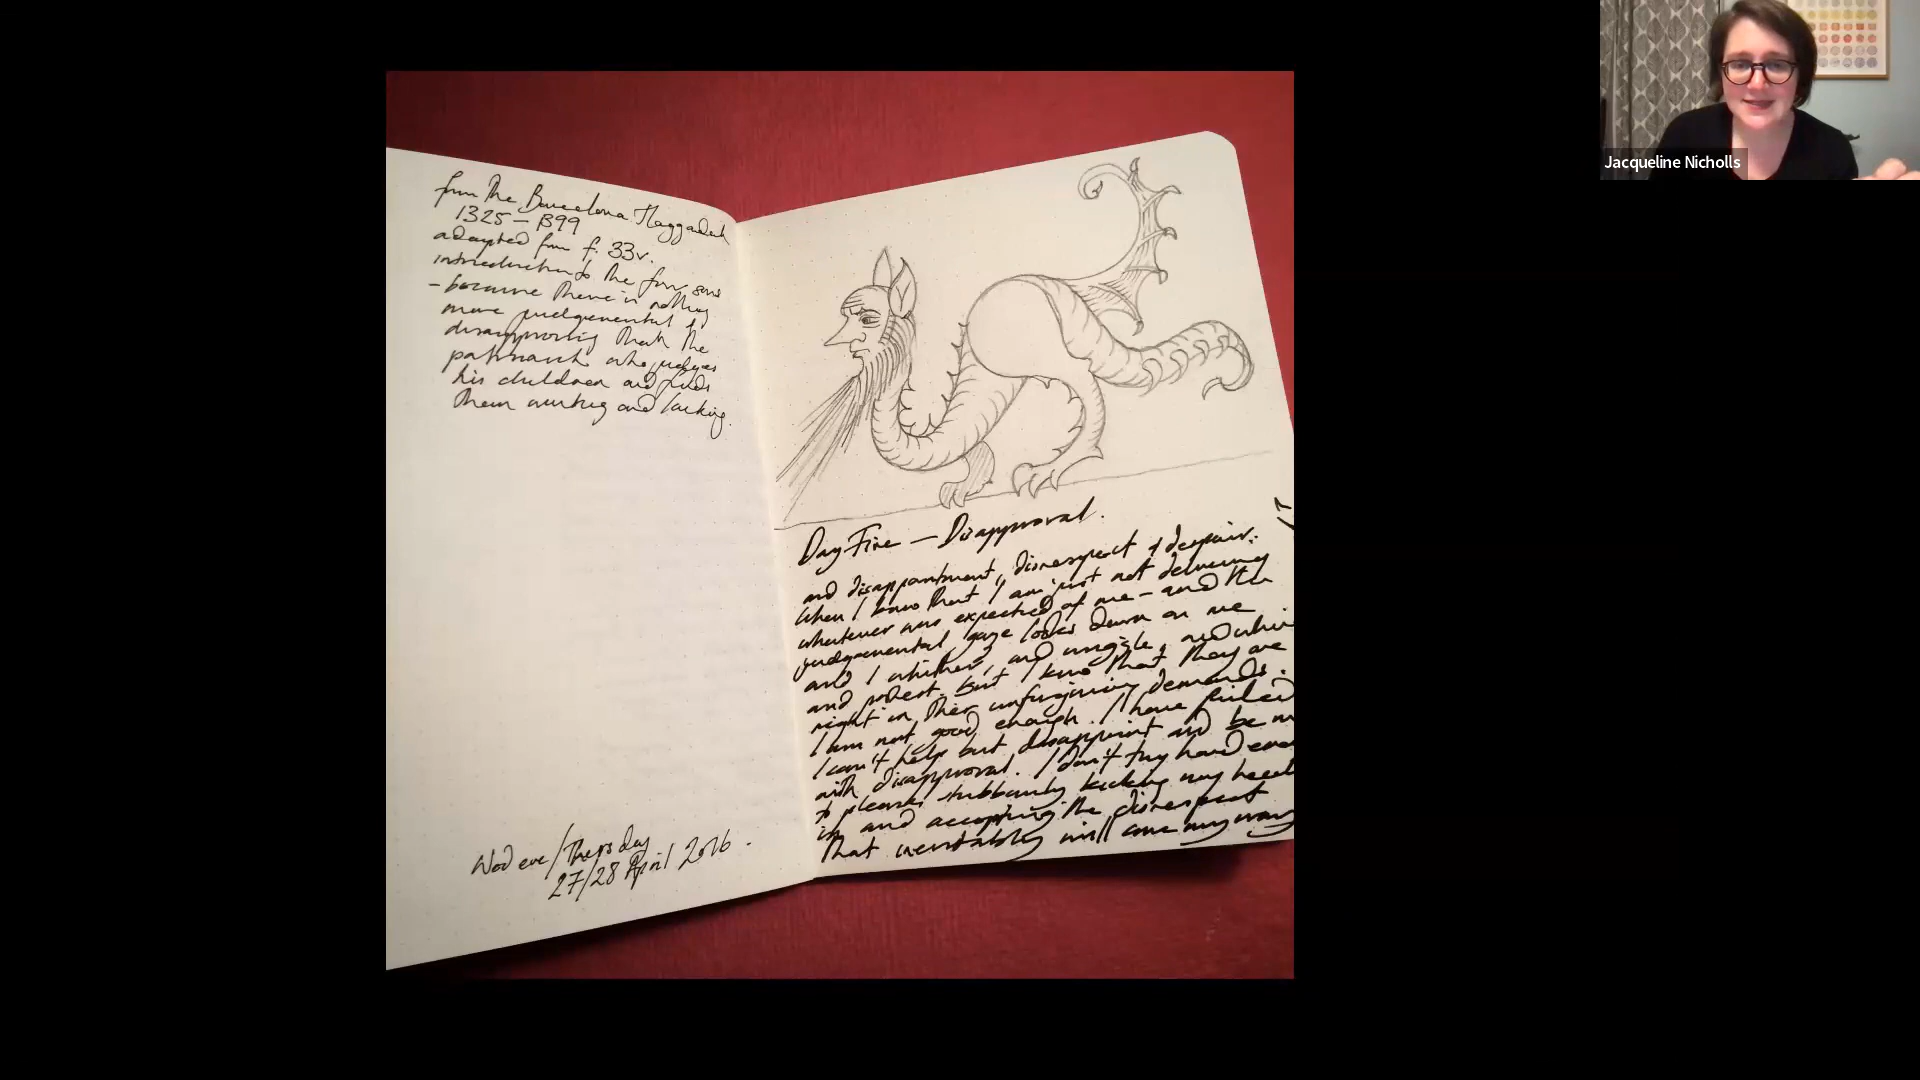 from The Barcelona Haggadah
1325 - 1399
adapted from f. 33v.
introduction to the four sons
- because there is nothing
more judgemental &
disapproving than the
patriarch who judges
his children and finds
them wanting and lacking.
Wed eve/Thursday
27/28 April 2016.
Day Five - Disapproval.
and disappointment, disrespect & despair.
When I know that I am just not delivering
whatever was expected of me - and the
judgemental gaze looks down on me
and I whither, and wriggle, and
and protest. But I know that they are
right in their unforgiving demands.
I am not good enough. I have failed
I can't help but disappoint and be
with disapproval. I don't try hard
to please, stubbornly kicking my heels
in and accepting the disrespect
that inevitably will come my way
Jacqueline Nicholls